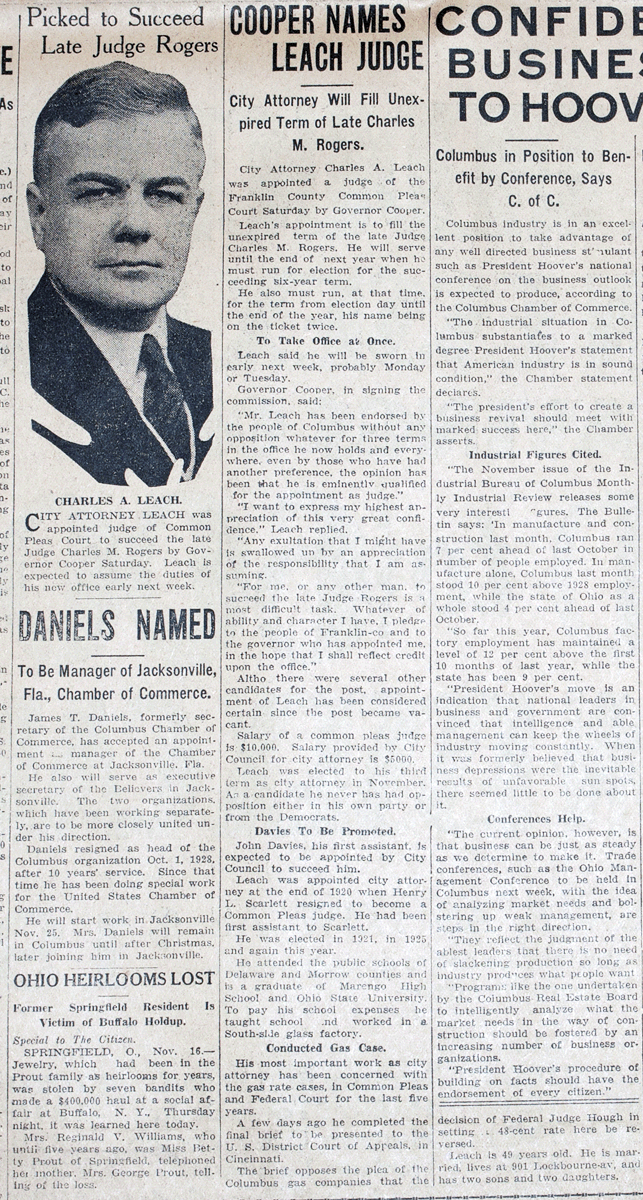 Picked to Succeed
Late Judge Rogers
CHARLES A. LEACH.
CITY ATTORNEY LEACH was
appointed judge of Common
Pleas Court to succeed the late
Judge Charles M. Rogers by Gov-
ernor Cooper Saturday. Leach is
expected to assume the duties of
his new office early next week.
DANIELS NAMED
To Be Manager of Jacksonville,
Fla., Chamber of Commerce.
James T. Daniels, formerly sec-
retary of the Columbus Chamber of
Commerce, has accepted an appoint-
ment manager of the Chamber
of Commerce at Jacksonville, Fla.
He also will serve as executive
secretary of the Believers in Jack-
sonville. The two organizations,
which have been working separate-
ly, are to be more closely united un-
der his direction.
Daniels resigned as head of the
Columbus organization Oct. 1, 1928,
after 10 years' service. Since that
time he has been doing special work
for the United States Chamber of
Commerce.
He will start work in Jacksonville
Nov. 25. Mrs. Daniels will remain
in Columbus until after Christmas,
later joining him in Jacksonville.
OHIO HEIRLOOMS LOST
Former Springfield Resident Is
Victim of Buffalo Holdup.
Special to The Citizen.
SPRINGFIELD, O., Nov. 16.—
Jewelry, which had been in the
Prout family as heirlooms for years,
was stolen by seven bandits who
made a $400,000 haul at a social af-
fair at Buffalo, N. Y., Thursday
night, it was learned here today.
Mrs. Reginald V. Williams, who
until five years ago, was Miss Bet-
ty Prout of Springfield, telephoned
her mother, Mrs. George Prout, tell-
ing of the loss.
COOPER NAMES
LEACH JUDGE
City Attorney Will Fill Unex-
pired Term of Late Charles
M. Rogers.
City Attorney Charles A. Leach
was appointed a judge of the
Franklin County Common Pleas
Court Saturday by Governor Cooper.
Leach's appointment is to fill the
unexpired term of the late Judge
Charles M. Rogers. He will serve
until the end of next year when he
must run for election for the suc-
ceeding six-year term.
He also must run, at that time,
for the term from election day until
the end of the year, his name being
on the ticket twice.
To Take Office at Once.
Leach said he will be sworn in
early next week, probably Monday
or Tuesday.
Governor Cooper, in signing the
commission, said:
"Mr. Leach has been endorsed by
the people of Columbus without any
opposition whatever for three terms
in the office he now holds and every-
where, even by those who have had
another preference, the opinion has
been that he is eminently qualified
for the appointment as judge."
"I want to express my highest ap-
preciation of this very great confi-
dence," Leach replied.
"Any exultation that I might have
is swallowed up by an appreciation
of the responsibility that I am as-
suming.
"For me, or any other man, to
succeed the late Judge Rogers is a
most difficult task. Whatever of
ability and character I have, I pledge
to the people of Franklin-co and to
the governor who has appointed me,
in the hope that I shall reflect credit
upon the office."
Altho there were several other
candidates for the post, appoint-
ment of Leach has been considered
certain since the post became va-
cant.
Salary of a common pleas judge
is $10,000. Salary provided by City
Council for city attorney is $5000.
Leach was elected to his third
term as city attorney in November.
As a candidate he never has had op-
position either in his own party or
from the Democrats.
Davies To Be Promoted.
John Davies, his first assistant, is
expected to be appointed by City
Council to succeed him.
Leach was appointed city attor-
ney at the end of 1920 when Henry
L. Scarlett resigned to become a
Common Pleas judge. He had been
first assistant to Scarlett.
He was elected in 1921, in 1925
and again this year.
He attended the public schools of
Delaware and Morrow counties and
is a graduate of Marengo High
School and Ohio State University.
To pay his school expenses he
taught school and worked in a
South-side glass factory.
Conducted Gas Case.
His most important work as city
attorney has been concerned with
the gas rate cases, in Common Pleas
and Federal Court for the last five
years.
A few days ago he completed the
final brief to be presented to the
U. S. District Court of Appeals, in
Cincinnati.
The brief opposes the plea of the
Columbus gas companies that the
CONFIDE
BUSINES
TO HOOV
Columbus in Position to Ben-
efit by Conference, Says
C. of C.
Columbus industry is in an excel-
lent position to take advantage of
any well directed business stimulant
such as President Hoover's national
conference on the business outlook
is expected to produce, according to
the Columbus Chamber of Commerce.
"The industrial situation in Co-
lumbus substantiates to a marked
degree President Hoover's statement
that American industry is in sound
condition," the Chamber statement
declares.
"The president's effort to create a
business revival should meet with
marked success here," the Chamber
asserts.
Industrial Figures Cited.
"The November issue of the In-
dustrial Bureau of Columbus Month-
ly Industrial Review releases some
very interesti gures. The Bulle-
tin says: 'In manufacture and con-
struction last month, Columbus ran
7 per cent ahead of last October in
number of people employed. In man-
ufacture alone, Columbus last month
stood 10 per cent above 1928 employ-
ment, while the state of Ohio as a
whole stood 4 per cent ahead of last
October.
"So far this year, Columbus fac-
tory employment has maintained a
level of 12 per cent above the first
10 months of last year, while the
state has been 9 per cent.
"President Hoover's move is an
indication that national leaders in
business and government are con-
vinced that intelligence and able
management can keep the wheels of
industry moving constantly. When
it was formerly believed that busi-
ness depressions were the inevitable
results of unfavorable sun spots,
there seemed little to be done about
it.
Conferences Help.
"The current opinion, however, is
that business can be just as steady
as we determine to make it. Trade
conferences, such as the Ohio Man-
agement Conference to be held in
Columbus next week, with the idea
of analyzing market needs and bol-
stering up weak management, are
steps in the right direction.
"They reflect the judgment of the
ablest leaders that there is no need
of slackening production so long as
industry produces what people want
"Programs like the one undertaken
by the Columbus Real Estate Board
to intelligently analyze what the
market needs in the way of con-
struction should be fostered by an
increasing number of business or-
ganizations.
"President Hoover's procedure of
building on facts should have the
endorsement of every citizen."
decision of Federal Judge Hough in
setting a 48-cent rate here be re-
versed.
Leach is 49 years old. He is mar-
ried, lives at 991 Lockbourne-av, and
has two sons and two daughters.